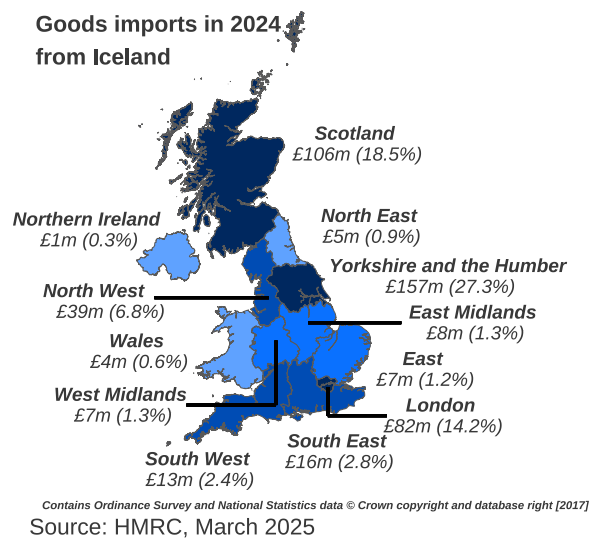 Goods imports in 2024
from Iceland
Scotland
£106m (18.5%)
Northern Ireland
£1m (0.3%)
North East
£5m (0.9%)
Yorkshire and the Humber
£157m (27.3%)
North West
£39m (6.8%)
East Midlands
£8m (1.3%)
Wales
£4m (0.6%)
East
£7m (1.2%)
West Midlands
£7m (1.3%)
London
£82m (14.2%)
South East
£16m (2.8%)
South West
£13m (2.4%)
Contains Ordinance Survey and National Statistics data © Crown copyright and database right [2017]
Source: HMRC, March 2025